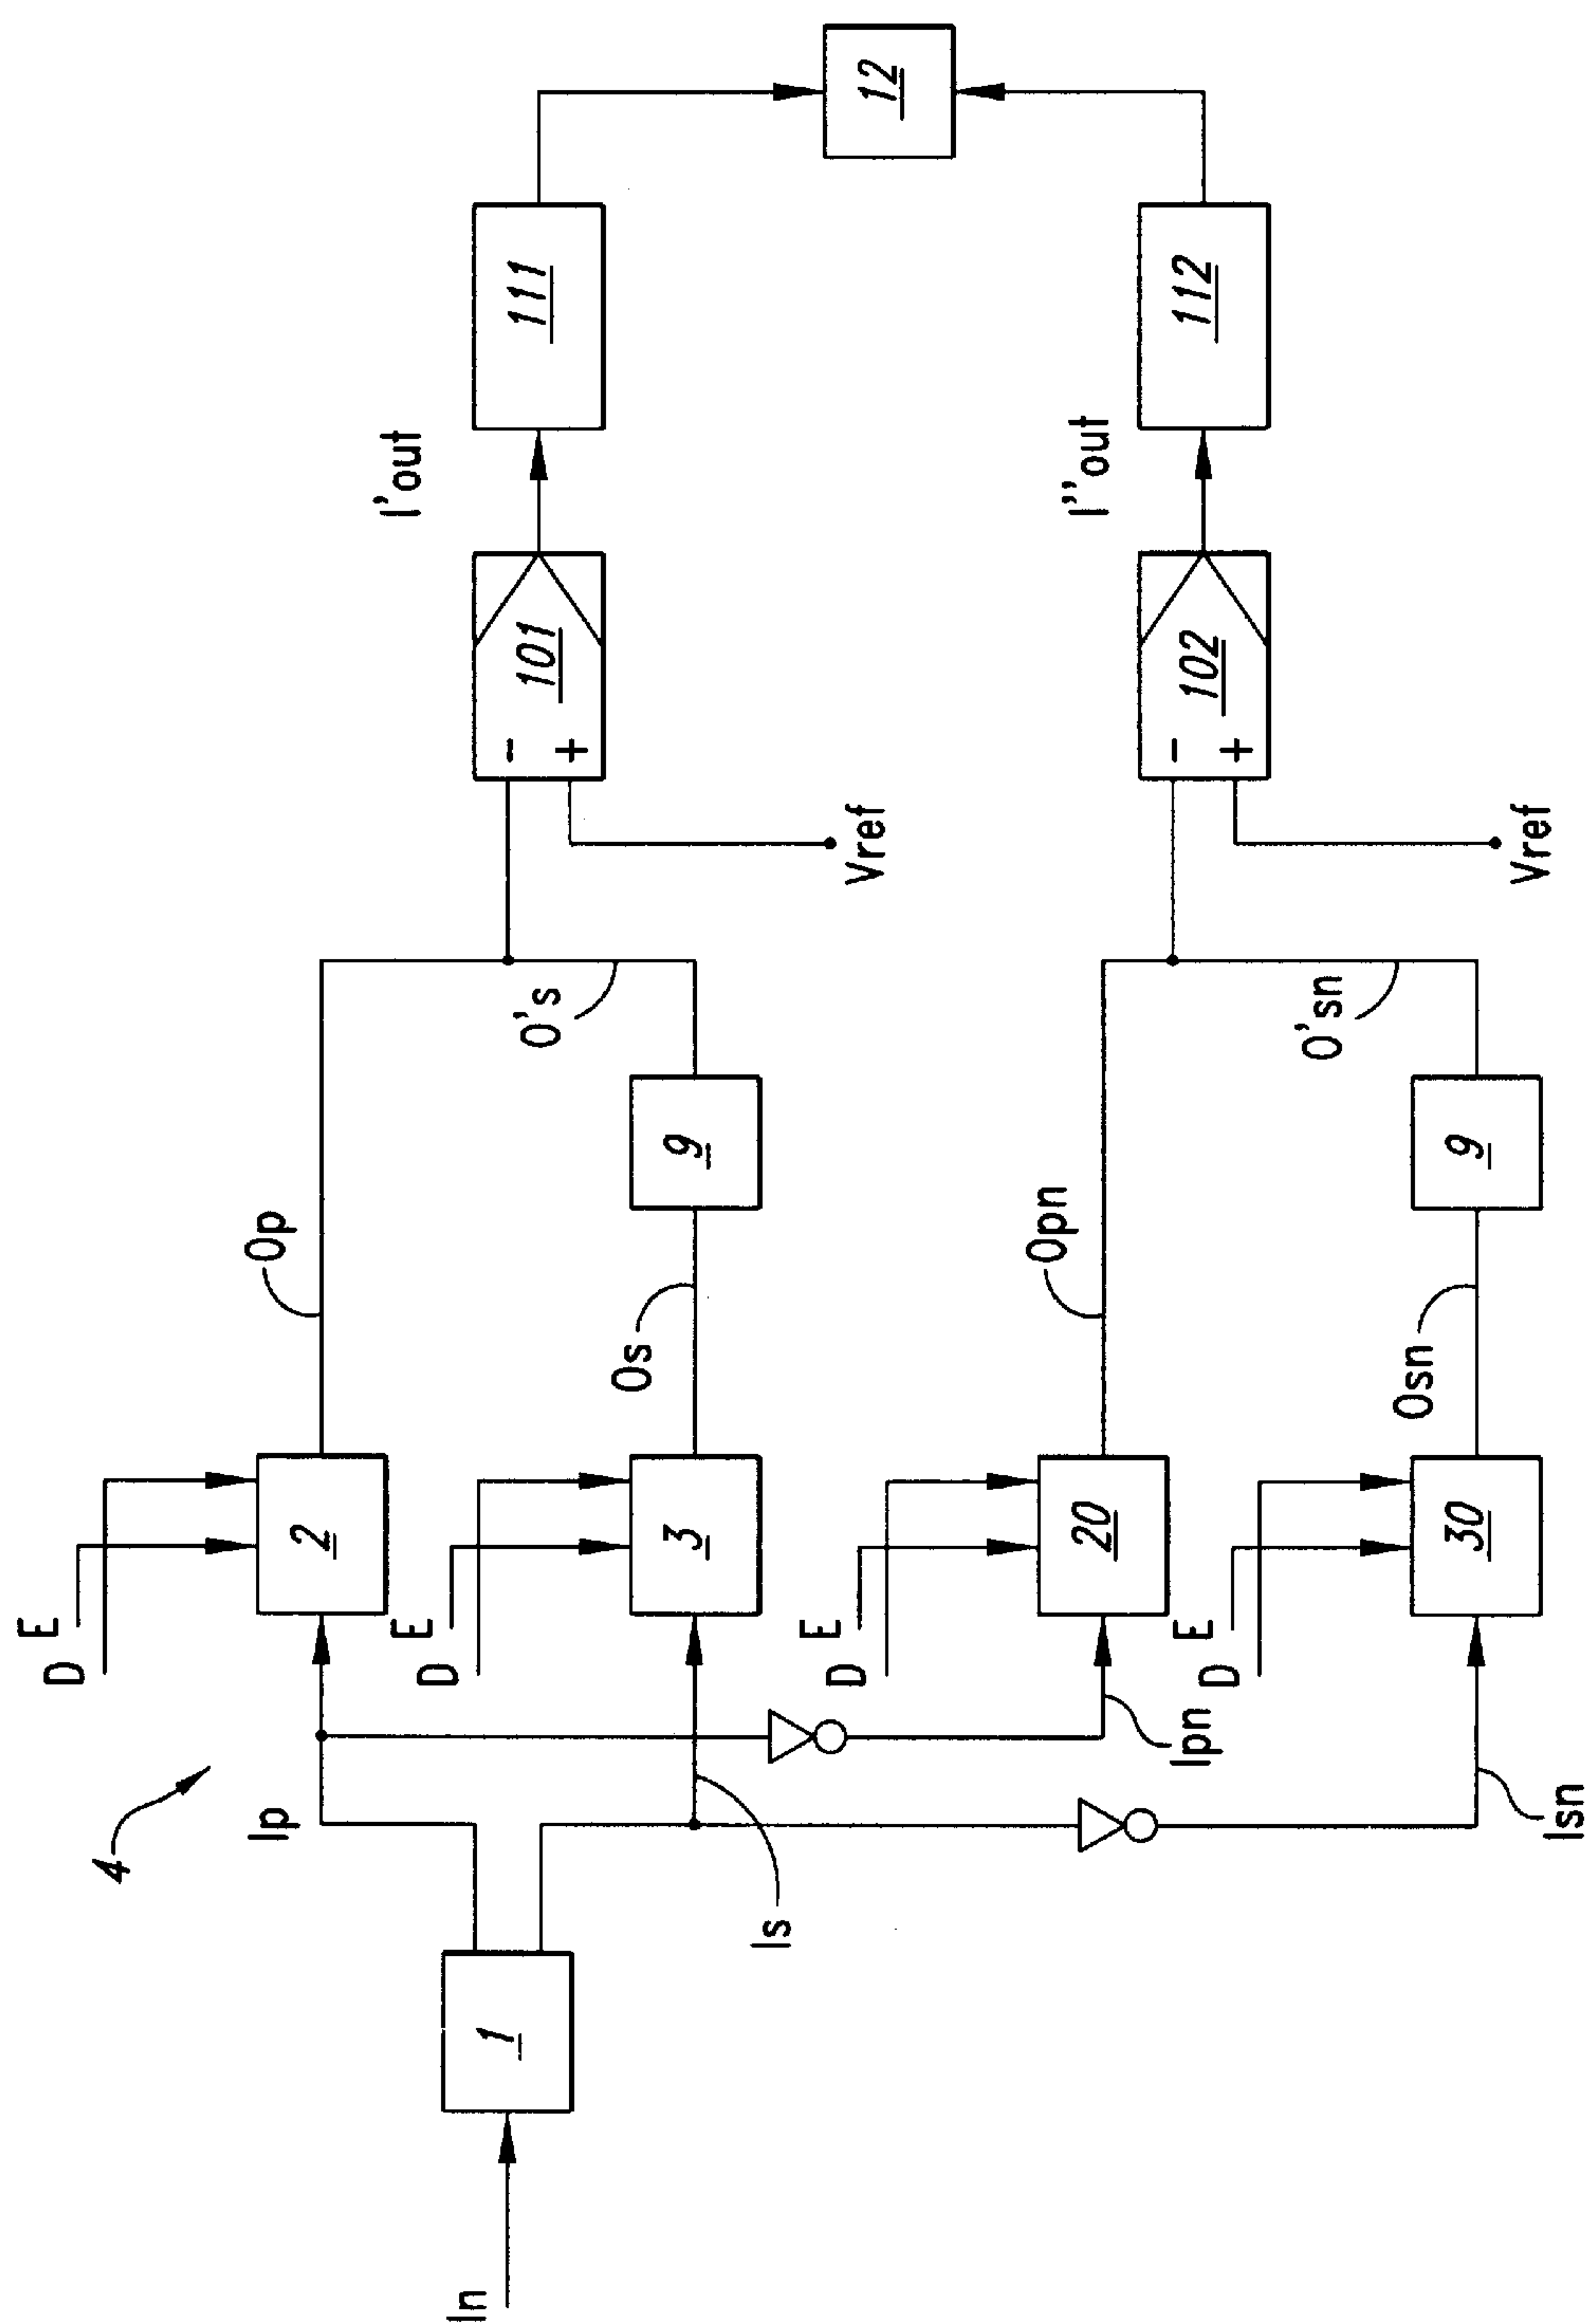 E
D
4
Ip
Op
2
I'out
E
D
In
1
O's
-
101
+
111
Os
3
9
Is
E
D
Vref
12
Opn
20
I''out
E
D
Ipn
-
102
+
112
O'sn
Osn
30
9
Vref
Isn